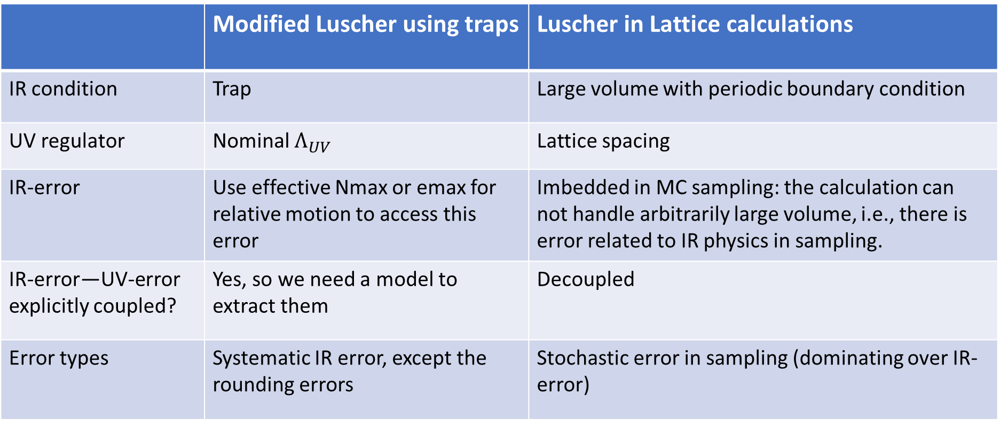 Modified Luscher using traps
Luscher in Lattice calculations
IR condition
Trap
Large volume with periodic boundary condition
UV regulator
Nominal Λ_UV
Lattice spacing
IR-error
Use effective Nmax or emax for
relative motion to access this
error
Imbedded in MC sampling: the calculation can
not handle arbitrarily large volume, i.e., there is
error related to IR physics in sampling.
IR-error—UV-error
explicitly coupled?
Yes, so we need a model to
extract them
Decoupled
Error types
Systematic IR error, except the
rounding errors
Stochastic error in sampling (dominating over IR-
error)